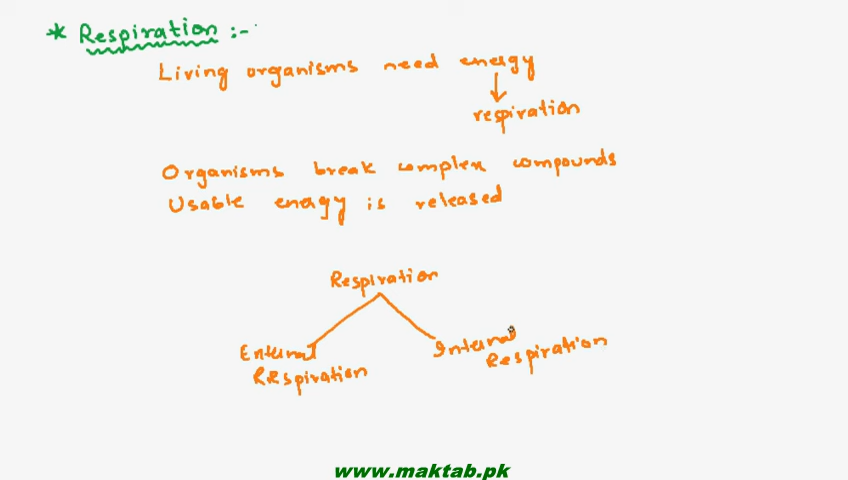 * Respiration :-
Living organisms need energy
respiration
Organisms break complex compounds
Usable energy is released
Respiration
External Respiration
Internal Respiration
www.maktab.pk